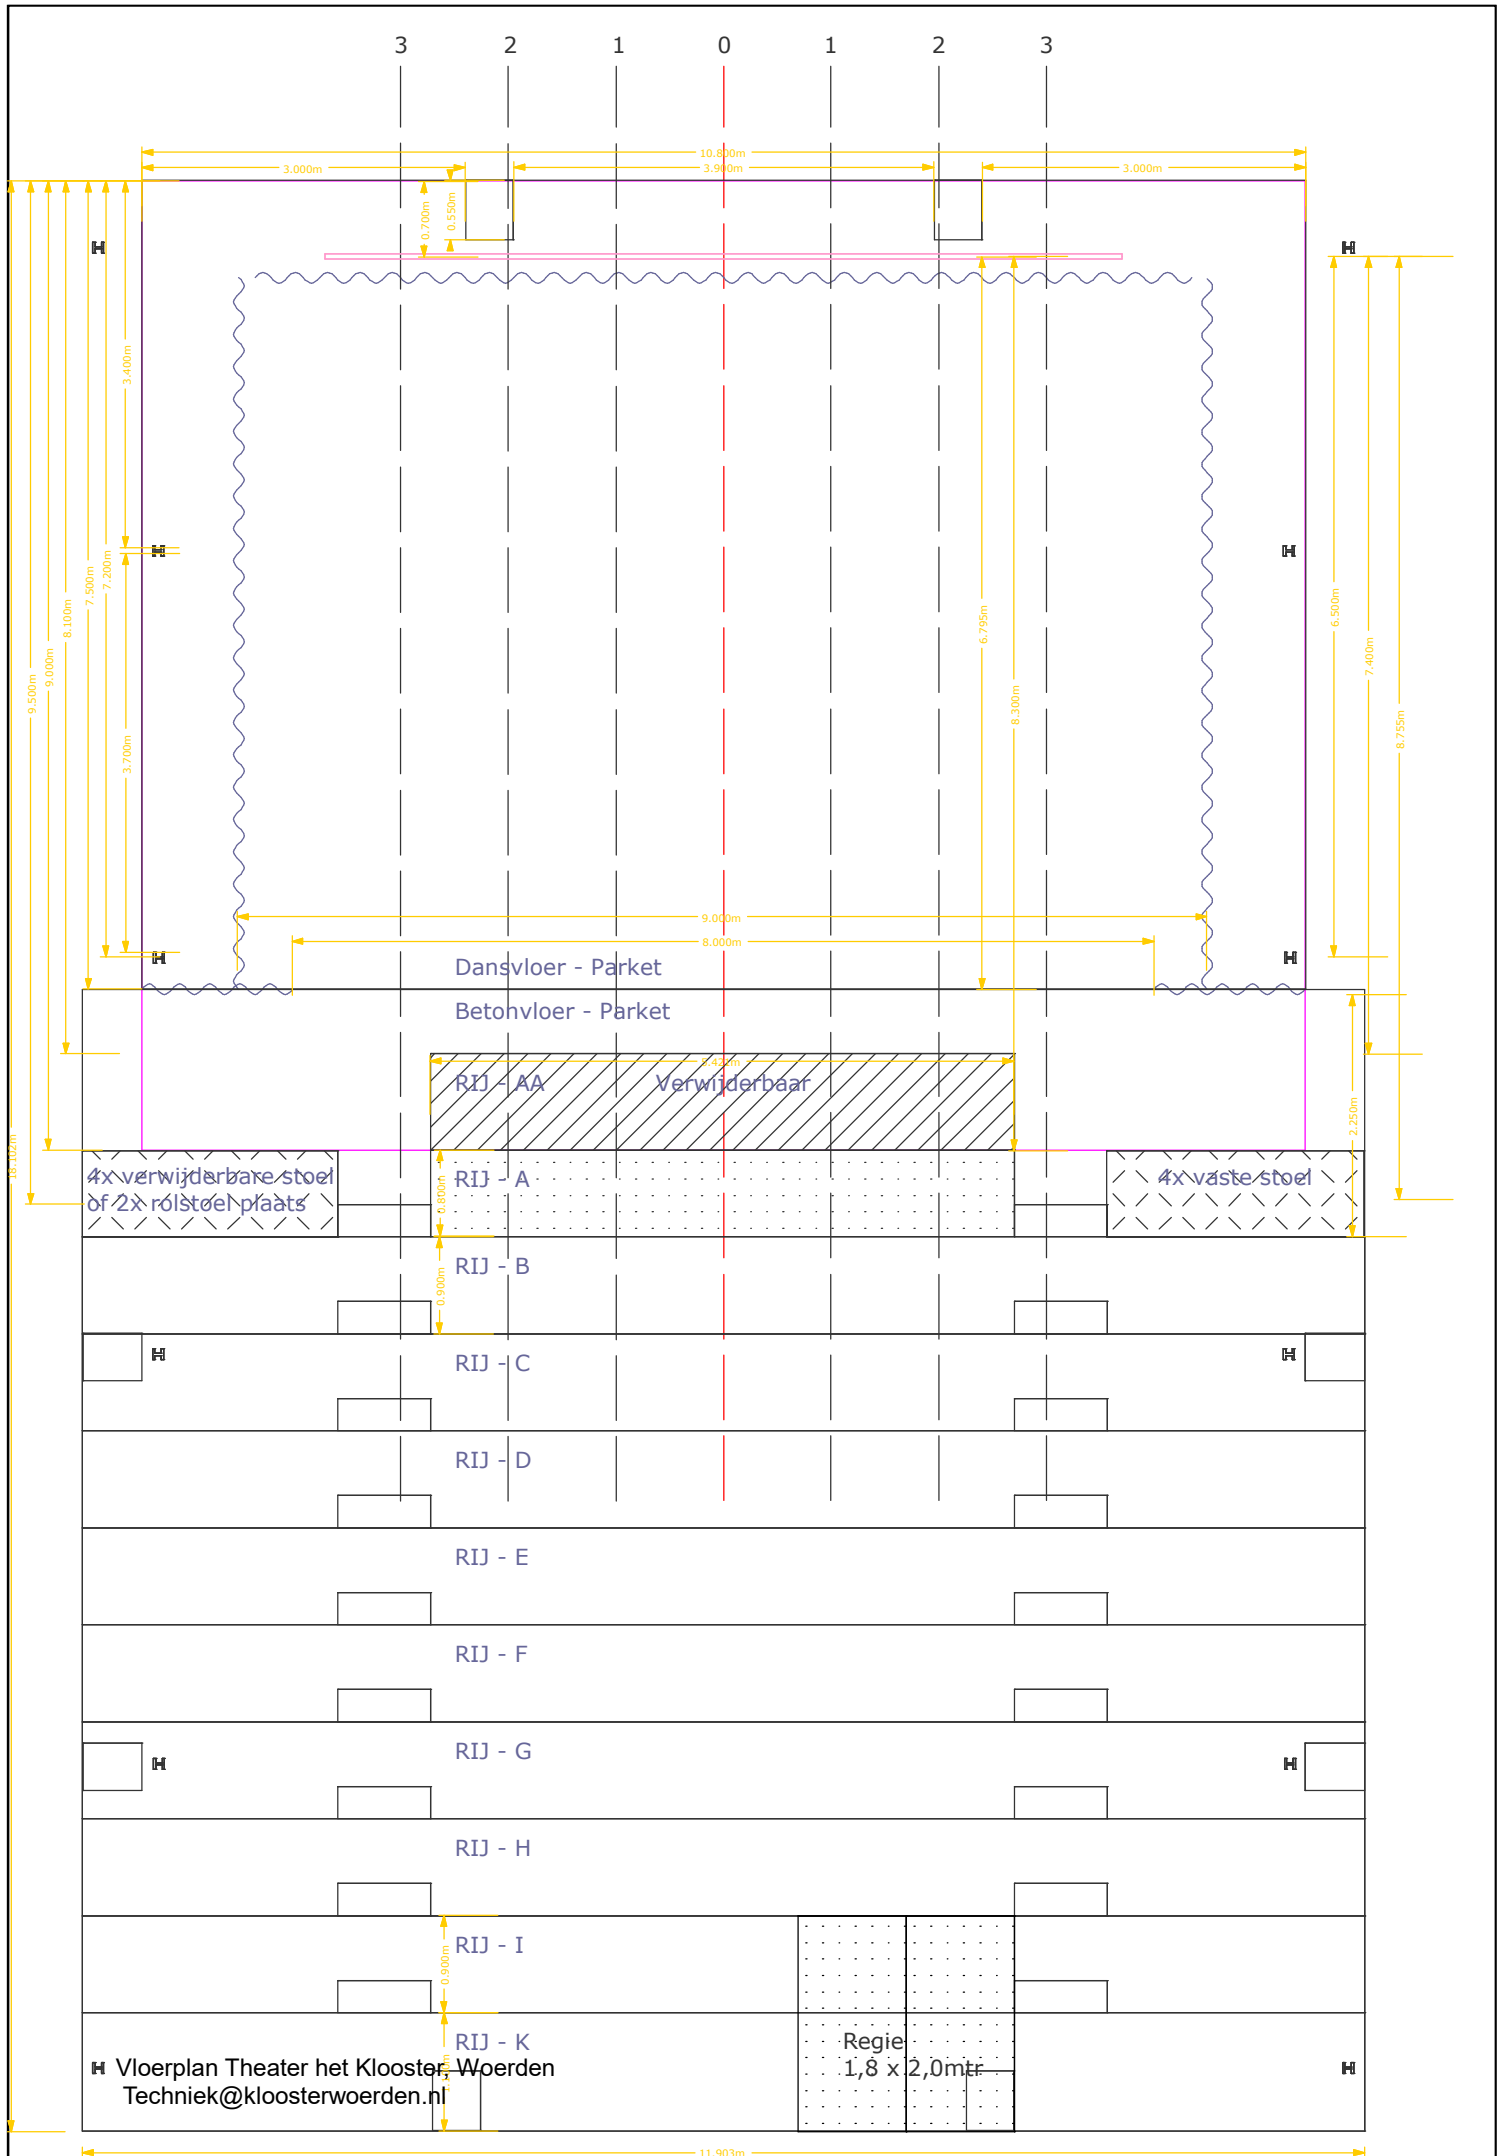 3 2 1 0 1 2 3
10.800m
3.000m 3.900m 3.000m
0.700m
0.550m
3.400m
7.200m
7.500m
8.100m
9.000m
9.500m
18.102m
3.700m
6.795m
8.300m
6.500m
7.400m
8.755m
9.000m
8.000m
Dansvloer - Parket
Betonvloer - Parket
RIJ - AA Verwijderbaar
2.250m
4x verwijderbare stoel
of 2x rolstoel plaats
RIJ - A
4x vaste stoel
0.800m
RIJ - B
0.900m
RIJ - C
RIJ - D
RIJ - E
RIJ - F
RIJ - G
RIJ - H
RIJ - I
0.900m
RIJ - K
Regie
1,8 x 2,0mtr
Vloerplan Theater het Klooster, Woerden
Techniek@kloosterwoerden.nl
11.903m